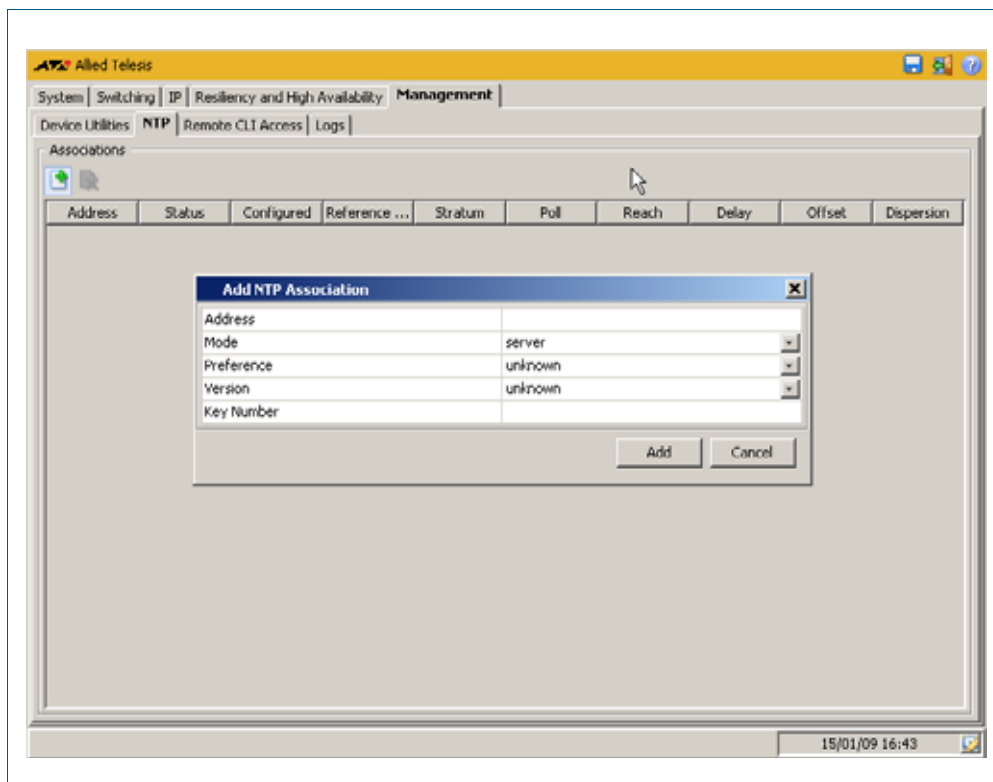 Allied Telesis
System Switching IP Resiliency and High Availability Management
Device Utilities NTP Remote CLI Access Logs
Associations
Address Status Configured Reference ... Stratum Poll Reach Delay Offset Dispersion
Add NTP Association
Address
Mode server
Preference unknown
Version unknown
Key Number
Add Cancel
15/01/09 16:43